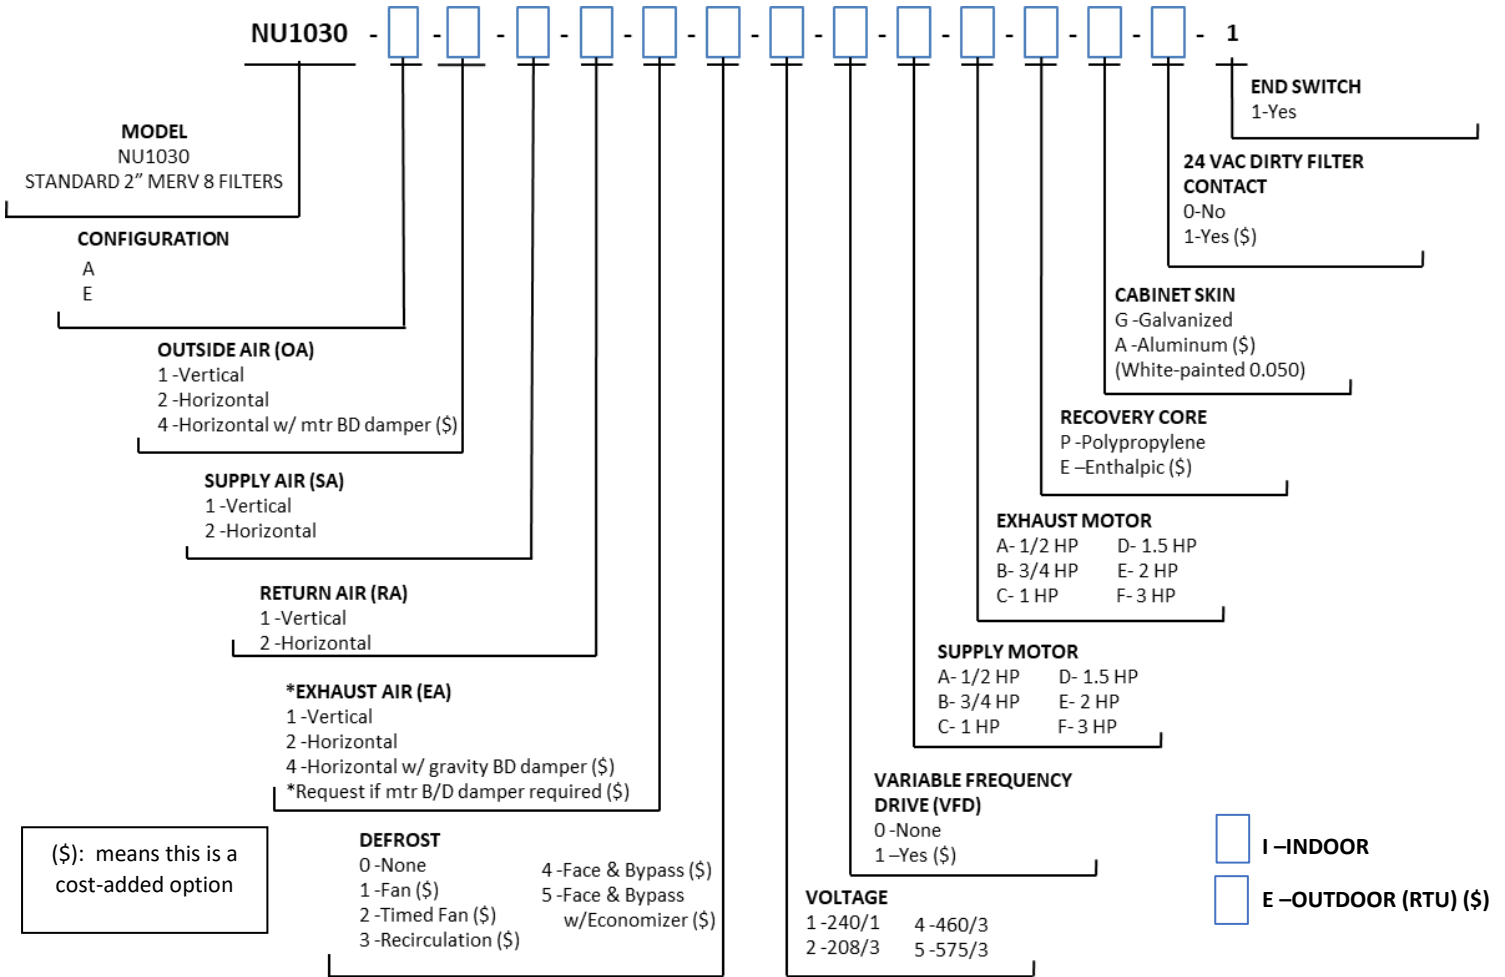 NU1030 - - - - - - - - - - - - - 1
END SWITCH
1-Yes
24 VAC DIRTY FILTER
CONTACT
0-No
1-Yes ($)
CABINET SKIN
G -Galvanized
A -Aluminum ($)
(White-painted 0.050)
RECOVERY CORE
P -Polypropylene
E –Enthalpic ($)
EXHAUST MOTOR
A- 1/2 HP D- 1.5 HP
B- 3/4 HP E- 2 HP
C- 1 HP F- 3 HP
SUPPLY MOTOR
A- 1/2 HP D- 1.5 HP
B- 3/4 HP E- 2 HP
C- 1 HP F- 3 HP
VARIABLE FREQUENCY
DRIVE (VFD)
0 -None
1 –Yes ($)
VOLTAGE
1 -240/1 4 -460/3
2 -208/3 5 -575/3
MODEL
NU1030
STANDARD 2” MERV 8 FILTERS
CONFIGURATION
A
E
OUTSIDE AIR (OA)
1 -Vertical
2 -Horizontal
4 -Horizontal w/ mtr BD damper ($)
SUPPLY AIR (SA)
1 -Vertical
2 -Horizontal
RETURN AIR (RA)
1 -Vertical
2 -Horizontal
*EXHAUST AIR (EA)
1 -Vertical
2 -Horizontal
4 -Horizontal w/ gravity BD damper ($)
*Request if mtr B/D damper required ($)
DEFROST
0 -None
1 -Fan ($)
2 -Timed Fan ($)
3 -Recirculation ($)
4 -Face & Bypass ($)
5 -Face & Bypass
w/Economizer ($)
($): means this is a
cost-added option
I –INDOOR
E –OUTDOOR (RTU) ($)